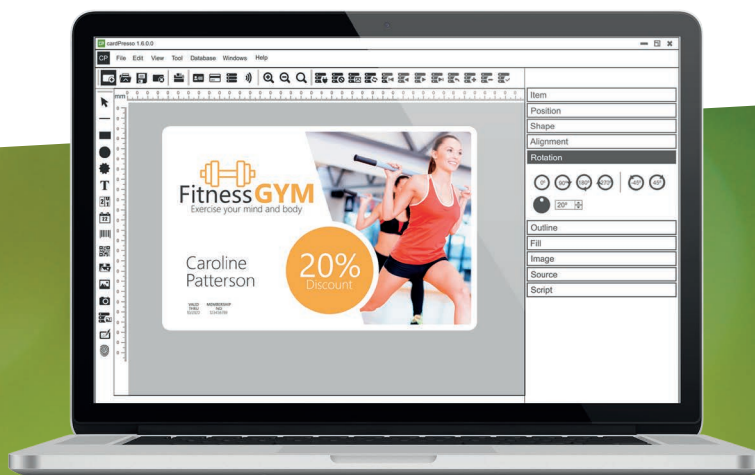 cardPresso 1.6.0.0
CP File Edit View Tool Database Windows Help
mm
Item
Position
Shape
Alignment
Rotation
0° 90° 180° 270° -45° 45°
20°
Outline
Fill
Image
Source
Script
FitnessGYM
Exercise your mind and body
Caroline
Patterson
20%
Discount
VALID
THRU
MEMBERSHIP
NO